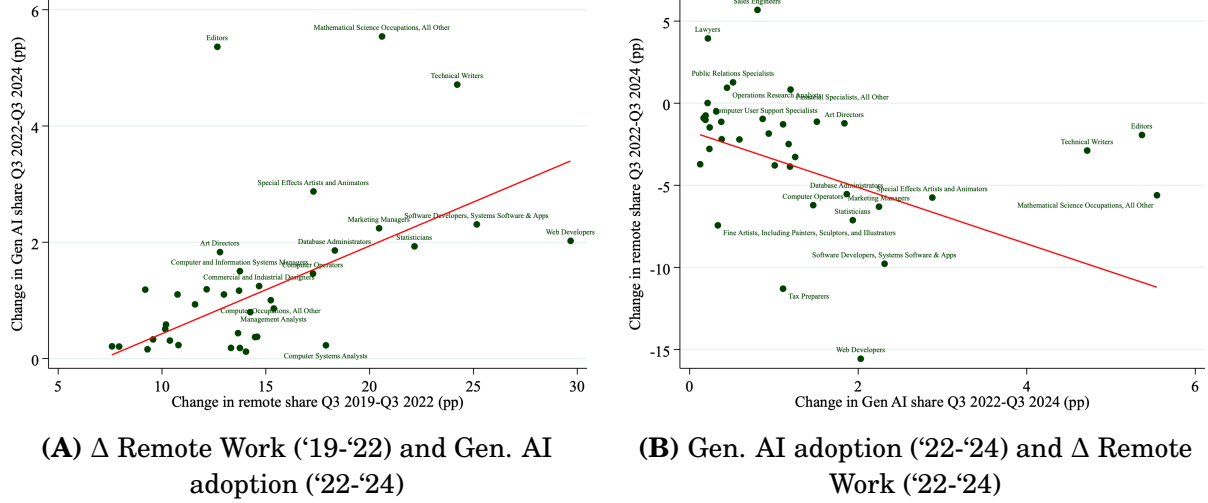 6
4
2
0
Change in Gen AI share Q3 2022-Q3 2024 (pp)
Mathematical Science Occupations, All Other
Editors
Technical Writers
Special Effects Artists and Animators
Software Developers, Systems Software & Apps
Marketing Managers
Web Developers
Statisticians
Art Directors
Database Administrators
Computer and Information Systems Managers
Computer Operators
Commercial and Industrial Designers
Computer Occupations, All Other
Management Analysts
Computer Systems Analysts
5 10 15 20 25 30
Change in remote share Q3 2019-Q3 2022 (pp)
5
0
-5
-10
-15
Change in remote share Q3 2022-Q3 2024 (pp)
Sales Engineers
Lawyers
Public Relations Specialists
Operations Research Analysts
Financial Specialists, All Other
Computer User Support Specialists
Art Directors
Editors
Technical Writers
Database Administrators
Special Effects Artists and Animators
Computer Operators
Marketing Managers
Mathematical Science Occupations, All Other
Statisticians
Fine Artists, Including Painters, Sculptors, and Illustrators
Software Developers, Systems Software & Apps
Tax Preparers
Web Developers
0 2 4 6
Change in Gen AI share Q3 2022-Q3 2024 (pp)
(A) Δ Remote Work (‘19-‘22) and Gen. AI
adoption (‘22-‘24)
(B) Gen. AI adoption (‘22-‘24) and Δ Remote
Work (‘22-‘24)